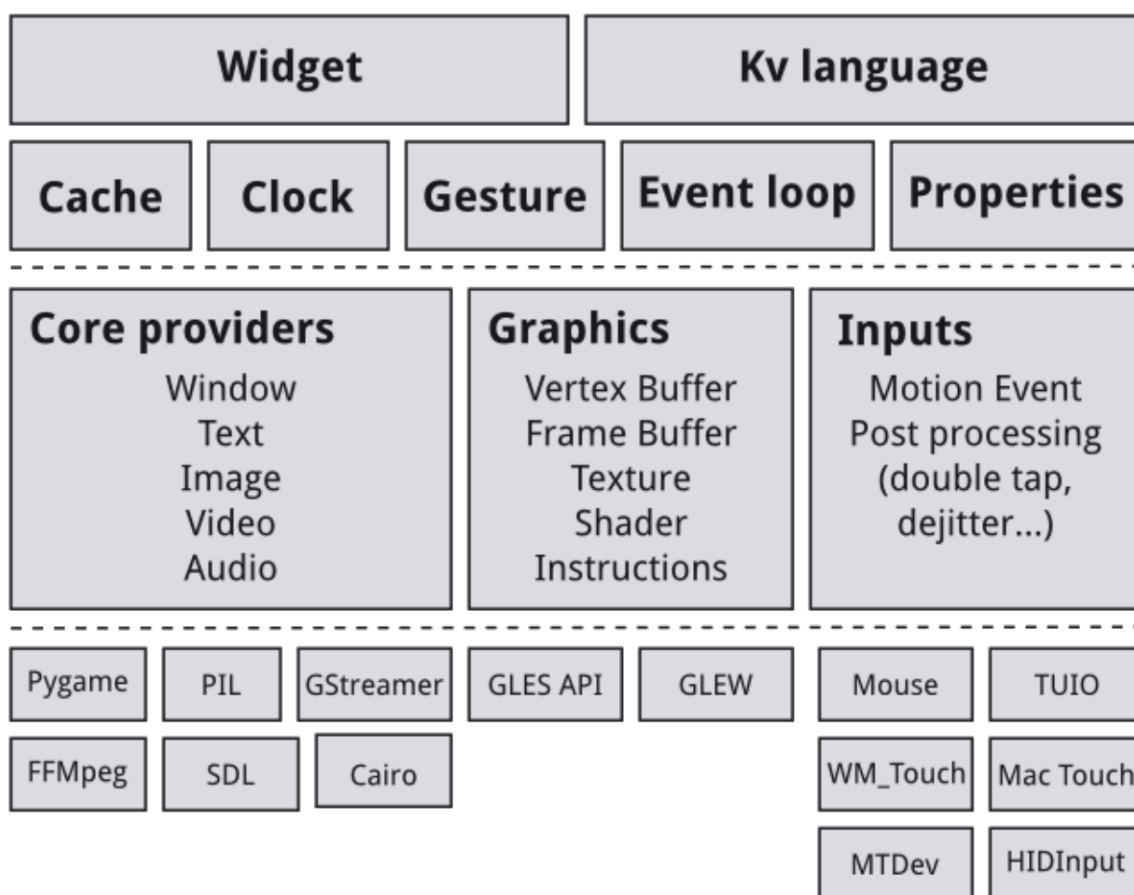 Widget
Kv language
Cache
Clock
Gesture
Event loop
Properties
Core providers
Window
Text
Image
Video
Audio
Graphics
Vertex Buffer
Frame Buffer
Texture
Shader
Instructions
Inputs
Motion Event
Post processing
(double tap,
dejitter...)
Pygame
PIL
GStreamer
GLES API
GLEW
Mouse
TUIO
FFMpeg
SDL
Cairo
WM_Touch
Mac Touch
MTDev
HIDInput